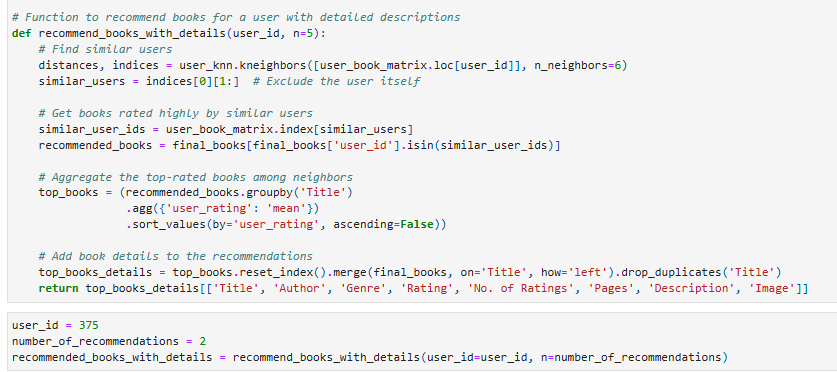 # Function to recommend books for a user with detailed descriptions
def recommend_books_with_details(user_id, n=5):
    # Find similar users
    distances, indices = user_knn.kneighbors([user_book_matrix.loc[user_id]], n_neighbors=6)
    similar_users = indices[0][1:]  # Exclude the user itself

    # Get books rated highly by similar users
    similar_user_ids = user_book_matrix.index[similar_users]
    recommended_books = final_books[final_books['user_id'].isin(similar_user_ids)]

    # Aggregate the top-rated books among neighbors
    top_books = (recommended_books.groupby('Title')
                 .agg({'user_rating': 'mean'})
                 .sort_values(by='user_rating', ascending=False))

    # Add book details to the recommendations
    top_books_details = top_books.reset_index().merge(final_books, on='Title', how='left').drop_duplicates('Title')
    return top_books_details[['Title', 'Author', 'Genre', 'Rating', 'No. of Ratings', 'Pages', 'Description', 'Image']]

user_id = 375
number_of_recommendations = 2
recommended_books_with_details = recommend_books_with_details(user_id=user_id, n=number_of_recommendations)